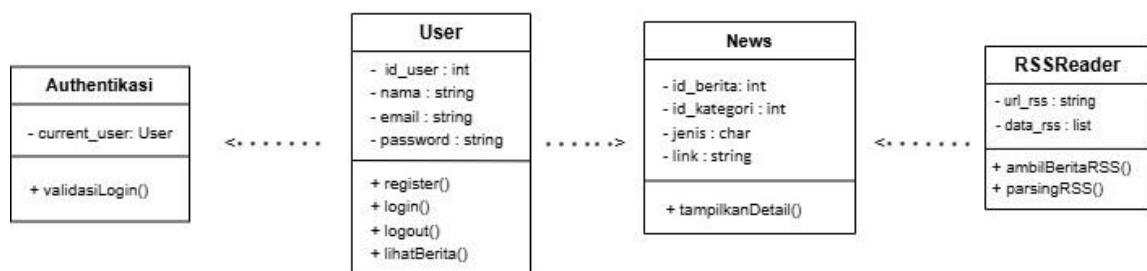 Authentikasi
- current_user: User
+ validasiLogin()
User
- id_user : int
- nama : string
- email : string
- password : string
+ register()
+ login()
+ logout()
+ lihatBerita()
News
- id_berita: int
- id_kategori : int
- jenis : char
- link : string
+ tampilkanDetail()
RSSReader
- url_rss : string
- data_rss : list
+ ambilBeritaRSS()
+ parsingRSS()